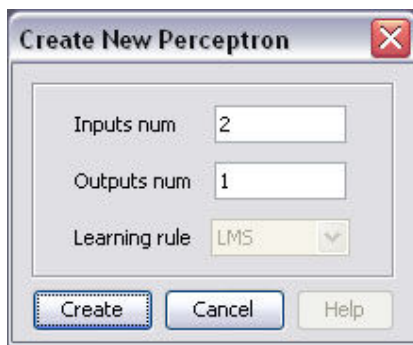 Create New Perceptron
Inputs num 2
Outputs num 1
Learning rule LMS
Create Cancel Help